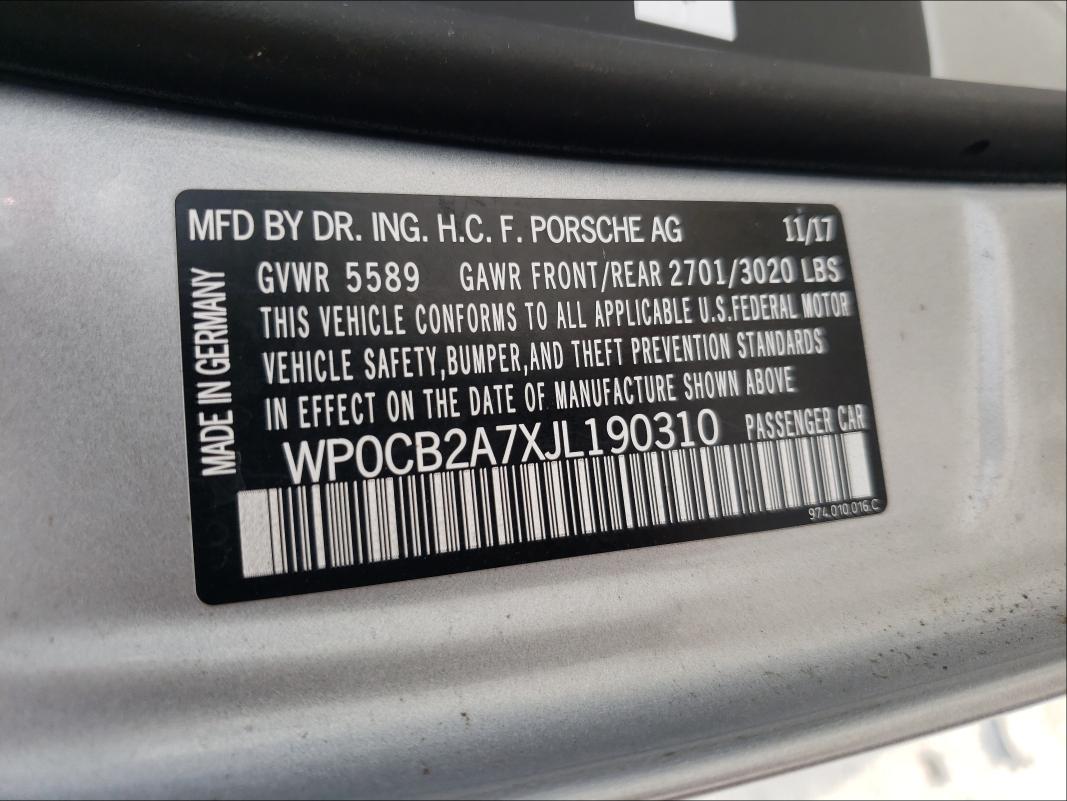 MFD BY DR. ING. H.C. F. PORSCHE AG 11/17
GVWR 5589 GAWR FRONT/REAR 2701/3020 LBS
THIS VEHICLE CONFORMS TO ALL APPLICABLE U.S.FEDERAL MOTOR
VEHICLE SAFETY,BUMPER,AND THEFT PREVENTION STANDARDS
IN EFFECT ON THE DATE OF MANUFACTURE SHOWN ABOVE
WP0CB2A7XJL190310 PASSENGER CAR
MADE IN GERMANY
974.010.016.C